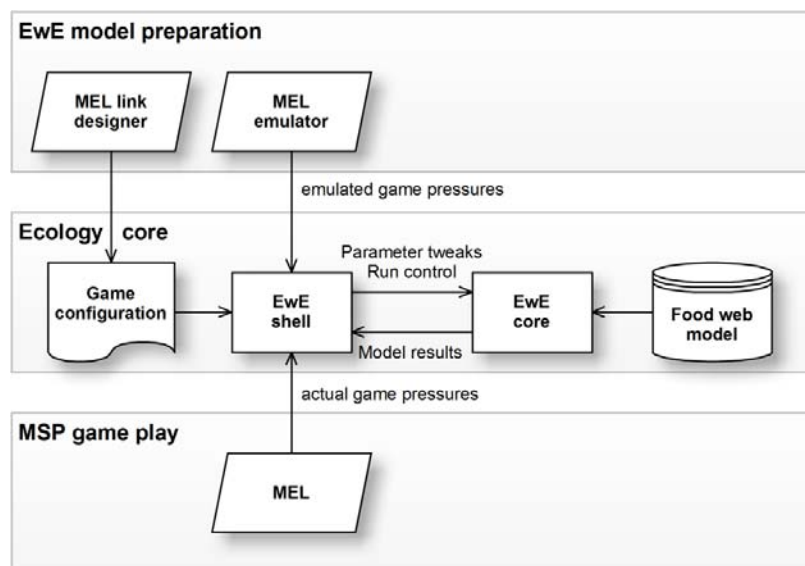 EwE model preparation
MEL link
designer
MEL
emulator
emulated game pressures
Ecology core
Parameter tweaks
Run control
Game
configuration
EwE
shell
EwE
core
Food web
model
Model results
actual game pressures
MSP game play
MEL